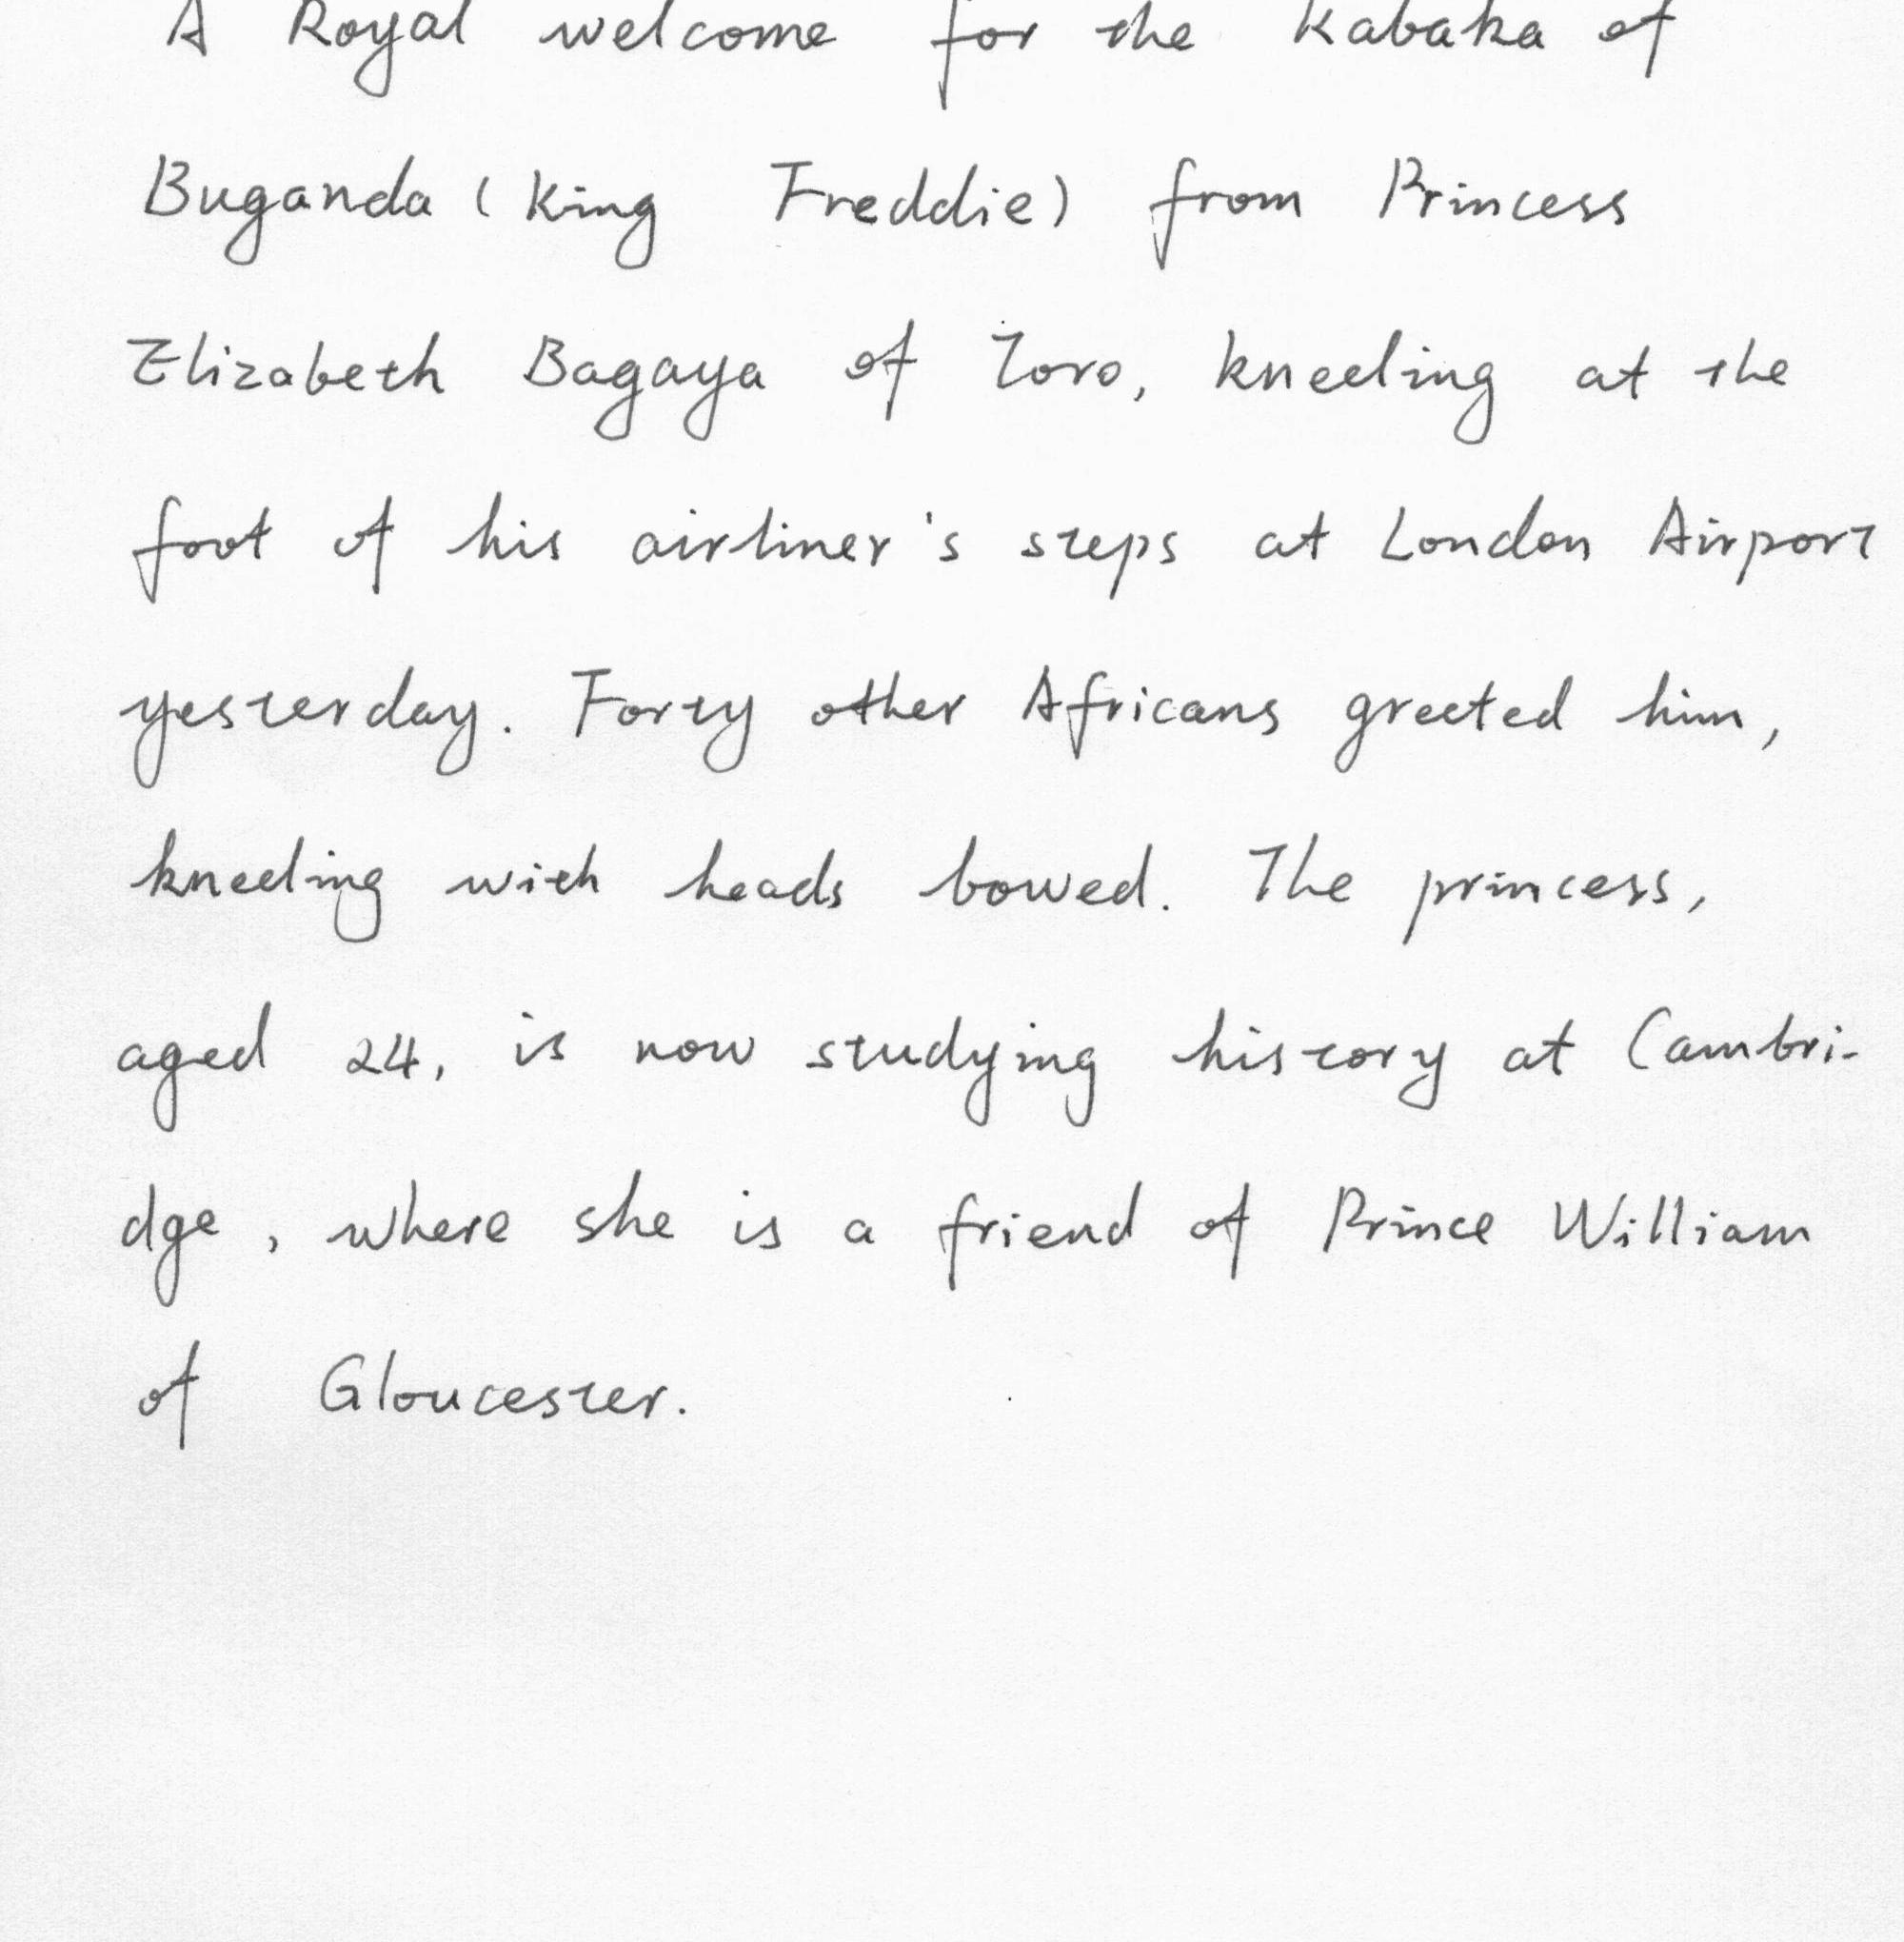 A Royal welcome for the Kabaka of
Buganda (King Freddie) from Princess
Elizabeth Bagaya of Toro, kneeling at the
foot of his airliner's steps at London Airport
yesterday. Forty other Africans greeted him,
kneeling with heads bowed. The princess,
aged 24, is now studying history at Cambri-
dge, where she is a friend of Prince William
of Gloucester.